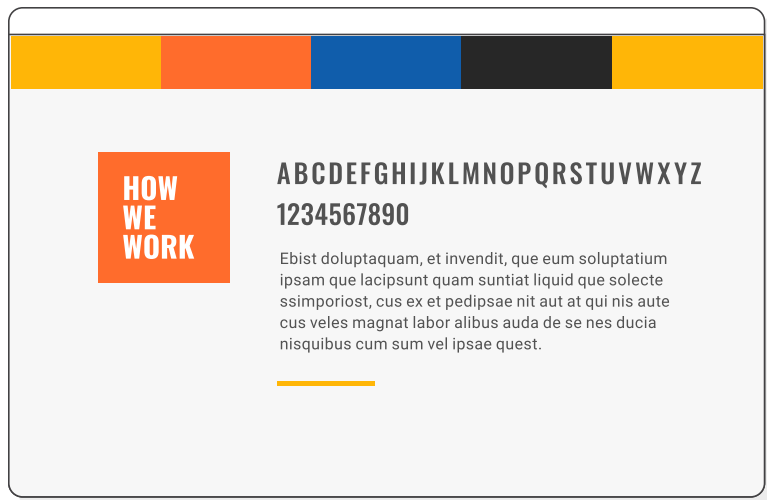 HOW
WE
WORK
ABCDEFGHIJKLMNOPQRSTUVWXYZ
1234567890
Ebist doluptaquam, et invendit, que eum soluptatium
ipsam que lacipsunt quam suntiat liquid que solecte
ssimporiost, cus ex et pedipsae nit aut at qui nis aute
cus veles magnat labor alibus auda de se nes ducia
nisquibus cum sum vel ipsae quest.